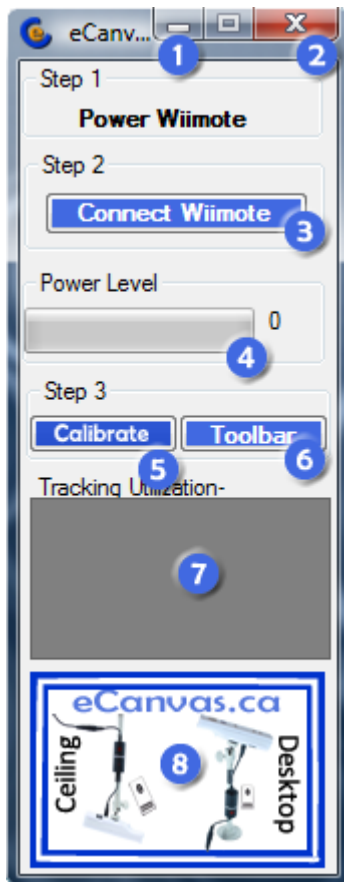 eCanv...
1
2
Step 1
Power Wiimote
Step 2
Connect Wiimote
3
Power Level
0
4
Step 3
Calibrate
Toolbar
5
6
Tracking Utilization-
7
eCanvas.ca
Ceiling
8
Desktop